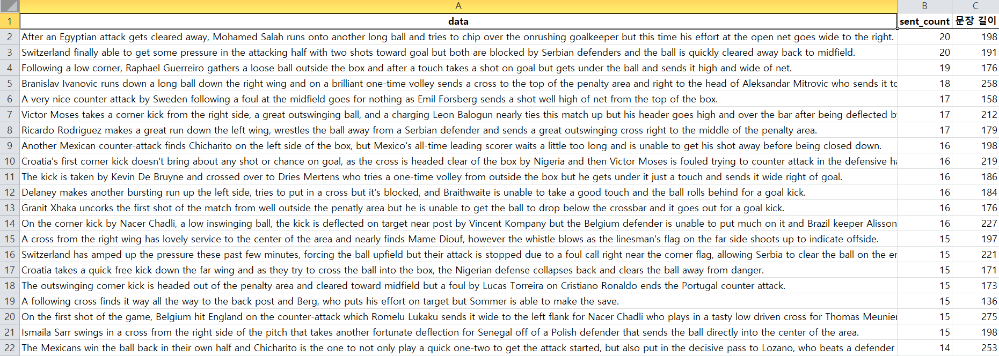 A B C
1 data sent_count 문장 길이
2 After an Egyptian attack gets cleared away, Mohamed Salah runs onto another long ball and tries to chip over the onrushing goalkeeper but this time his effort at the open net goes wide to the right. 20 198
3 Switzerland finally able to get some pressure in the attacking half with two shots toward goal but both are blocked by Serbian defenders and the ball is quickly cleared away back to midfield. 20 191
4 Following a low corner, Raphael Guerreiro gathers a loose ball outside the box and after a touch takes a shot on goal but gets under the ball and sends it high and wide of net. 19 176
5 Branislav Ivanovic runs down a long ball down the right wing and on a brilliant one-time volley sends a cross to the top of the penalty area and right to the head of Aleksandar Mitrovic who sends it 18 258
6 A very nice counter attack by Sweden following a foul at the midfield goes for nothing as Emil Forsberg sends a shot well high of net from the top of the box. 17 158
7 Victor Moses takes a corner kick from the right side, a great outswinging ball, and a charging Leon Balogun nearly ties this match up but his header goes high and over the bar after being deflected 17 212
8 Ricardo Rodriguez makes a great run down the left wing, wrestles the ball away from a Serbian defender and sends a great outswinging cross right to the middle of the penalty area. 17 179
9 Another Mexican counter-attack finds Chicharito on the left side of the box, but Mexico's all-time leading scorer waits a little too long and is unable to get his shot away before being closed down. 16 198
10 Croatia's first corner kick doesn't bring about any shot or chance on goal, as the cross is headed clear of the box by Nigeria and then Victor Moses is fouled trying to counter attack in the defensive 16 219
11 The kick is taken by Kevin De Bruyne and crossed over to Dries Mertens who tries a one-time volley from outside the box but he gets under it just a touch and sends it wide right of goal. 16 186
12 Delaney makes another bursting run up the left side, tries to put in a cross but it's blocked, and Braithwaite is unable to take a good touch and the ball rolls behind for a goal kick. 16 184
13 Granit Xhaka uncorks the first shot of the match from well outside the penatly area but he is unable to get the ball to drop below the crossbar and it goes out for a goal kick. 16 176
14 On the corner kick by Nacer Chadli, a low inswinging ball, the kick is deflected on target near post by Vincent Kompany but the Belgium defender is unable to put much on it and Brazil keeper Alisson 16 227
15 A cross from the right wing has lovely service to the center of the area and nearly finds Mame Diouf, however the whistle blows as the linesman's flag on the far side shoots up to indicate offside. 15 197
16 Switzerland has amped up the pressure these past few minutes, forcing the ball upfield but their attack is stopped due to a foul call right near the corner flag, allowing Serbia to clear the ball on the 15 221
17 Croatia takes a quick free kick down the far wing and as they try to cross the ball into the box, the Nigerian defense collapses back and clears the ball away from danger. 15 171
18 The outswinging corner kick is headed out of the penalty area and cleared toward midfield but a foul by Lucas Torreira on Cristiano Ronaldo ends the Portugal counter attack. 15 173
19 A following cross finds it way all the way to the back post and Berg, who puts his effort on target but Sommer is able to make the save. 15 136
20 On the first shot of the game, Belgium hit England on the counter-attack which Romelu Lukaku sends it wide to the left flank for Nacer Chadli who plays in a tasty low driven cross for Thomas Meunier 15 275
21 Ismaila Sarr swings in a cross from the right side of the pitch that takes another fortunate deflection for Senegal off of a Polish defender that sends the ball directly into the center of the area. 15 198
22 The Mexicans win the ball back in their own half and Chicharito is the one to not only play a quick one-two to get the attack started, but also put in the decisive pass to Lozano, who beats a defender 14 253